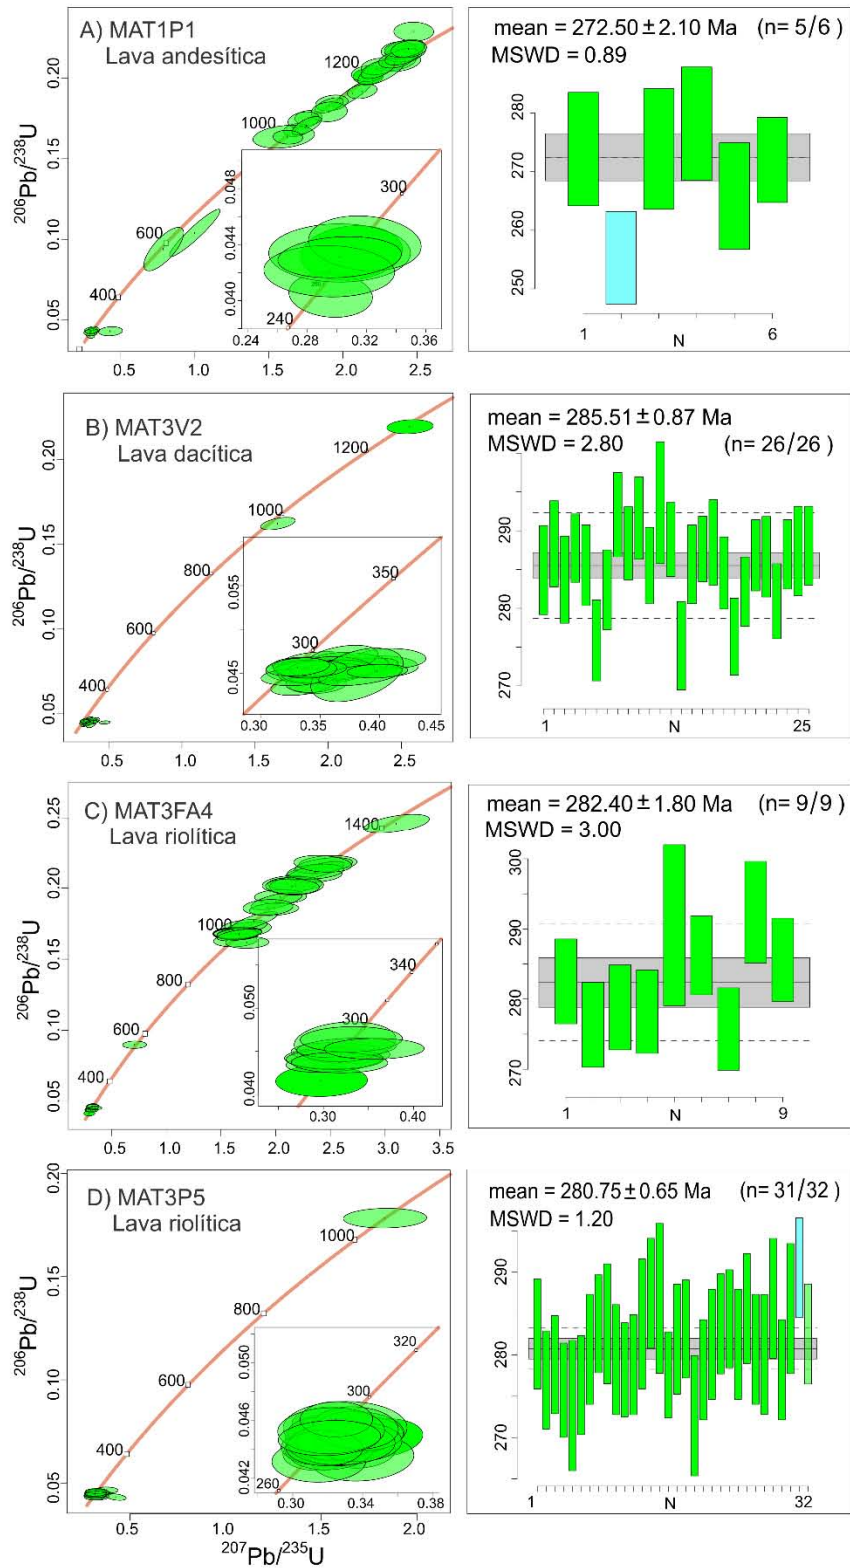 A) MAT1P1
Lava andesítica
206Pb/238U
0.20
0.15
0.10
0.05
1200
1000
600
400
0.048
0.044
0.040
300
240
0.24 0.28 0.32 0.36
0.5 1.0 1.5 2.0 2.5
mean = 272.50 ± 2.10 Ma (n= 5/6)
MSWD = 0.89
280
270
260
250
1 N 6
B) MAT3V2
Lava dacítica
206Pb/238U
0.20
0.15
0.10
0.05
1200
1000
800
600
400
0.055
0.045
350
300
0.30 0.35 0.40 0.45
0.5 1.0 1.5 2.0 2.5
mean = 285.51 ± 0.87 Ma
MSWD = 2.80 (n= 26/26 )
290
280
270
1 N 25
C) MAT3FA4
Lava riolítica
206Pb/238U
0.25
0.20
0.15
0.10
0.05
1400
1000
800
600
400
0.050
0.040
340
300
0.30 0.40
0.5 1.0 1.5 2.0 2.5 3.0 3.5
mean = 282.40 ± 1.80 Ma (n= 9/9 )
MSWD = 3.00
300
290
280
270
1 N 9
D) MAT3P5
Lava riolítica
206Pb/238U
0.20
0.15
0.10
0.05
1000
800
600
400
0.050
0.046
0.042
320
300
260
0.30 0.34 0.38
0.5 1.0 1.5 2.0
207Pb/235U
mean = 280.75 ± 0.65 Ma (n= 31/32 )
MSWD = 1.20
290
280
270
1 N 32